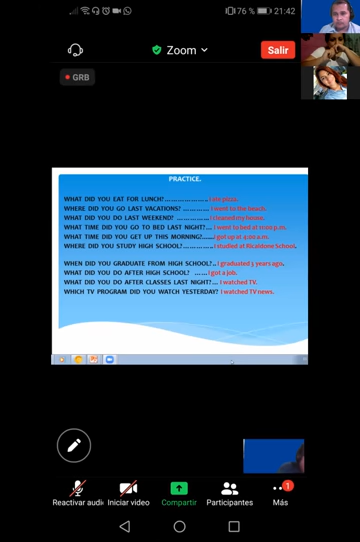 76 % 21:42
Zoom
Salir
GRB
PRACTICE.
WHAT DID YOU EAT FOR LUNCH?.................... I ate pizza.
WHERE DID YOU GO LAST VACATIONS? ............ I went to the beach.
WHAT DID YOU DO LAST WEEKEND? .............. I cleaned my house.
WHAT TIME DID YOU GO TO BED LAST NIGHT?.... I went to bed at 11:00 p.m.
WHAT TIME DID YOU GET UP THIS MORNING?...... I got up at 4:00 a.m.
WHERE DID YOU STUDY HIGH SCHOOL?.............. I studied at School.
WHEN DID YOU GRADUATE FROM HIGH SCHOOL?.. I graduated 3 years ago.
WHAT DID YOU DO AFTER HIGH SCHOOL? ...... I got a job.
WHAT DID YOU DO AFTER CLASSES LAST NIGHT?... I watched TV.
WHICH TV PROGRAM DID YOU WATCH YESTERDAY? I watched TV news.
1
Reactivar audio Iniciar video Compartir Participantes Más